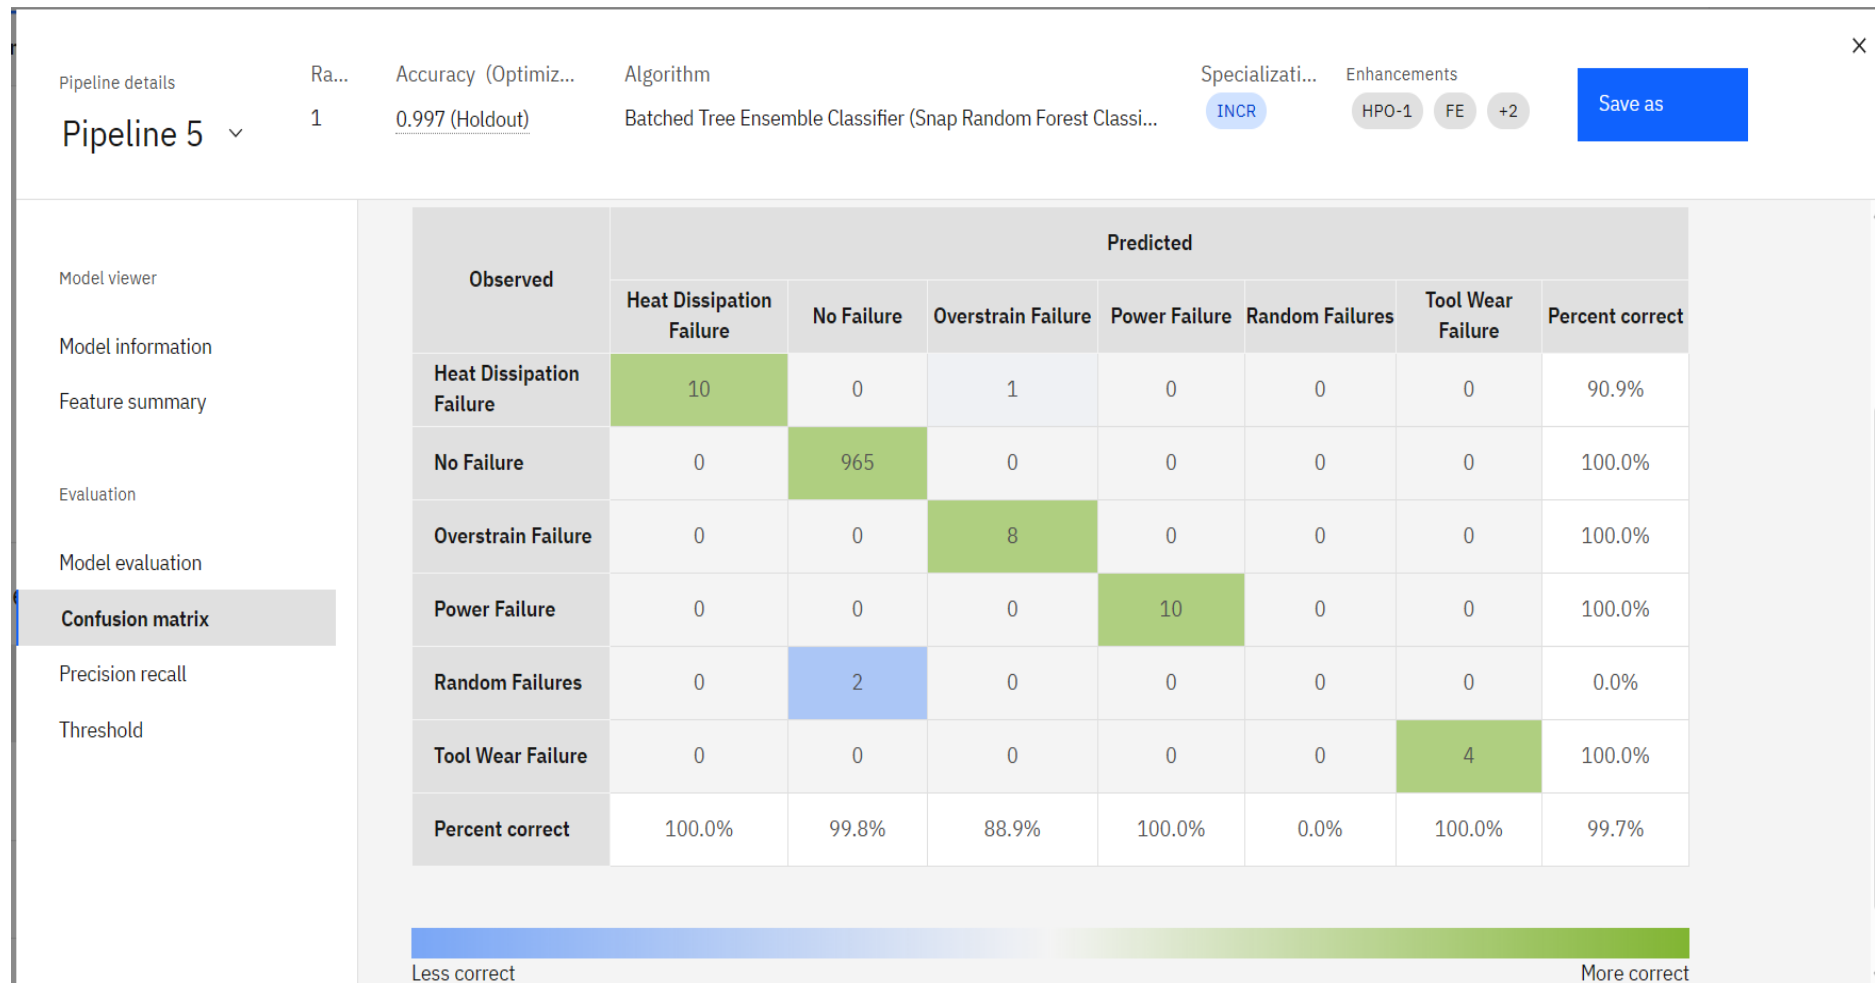 Pipeline details
Pipeline 5
Ra...
1
Accuracy (Optimiz...
0.997 (Holdout)
Algorithm
Batched Tree Ensemble Classifier (Snap Random Forest Classi...
Specializati...
INCR
Enhancements
HPO-1 FE +2
Save as
Model viewer
Model information
Feature summary
Evaluation
Model evaluation
Confusion matrix
Precision recall
Threshold
Observed
Predicted
Heat Dissipation
Failure
No Failure
Overstrain Failure
Power Failure
Random Failures
Tool Wear
Failure
Percent correct
Heat Dissipation
Failure
10 0 1 0 0 0 90.9%
No Failure 0 965 0 0 0 0 100.0%
Overstrain Failure 0 0 8 0 0 0 100.0%
Power Failure 0 0 0 10 0 0 100.0%
Random Failures 0 2 0 0 0 0 0.0%
Tool Wear Failure 0 0 0 0 0 4 100.0%
Percent correct 100.0% 99.8% 88.9% 100.0% 0.0% 100.0% 99.7%
Less correct
More correct